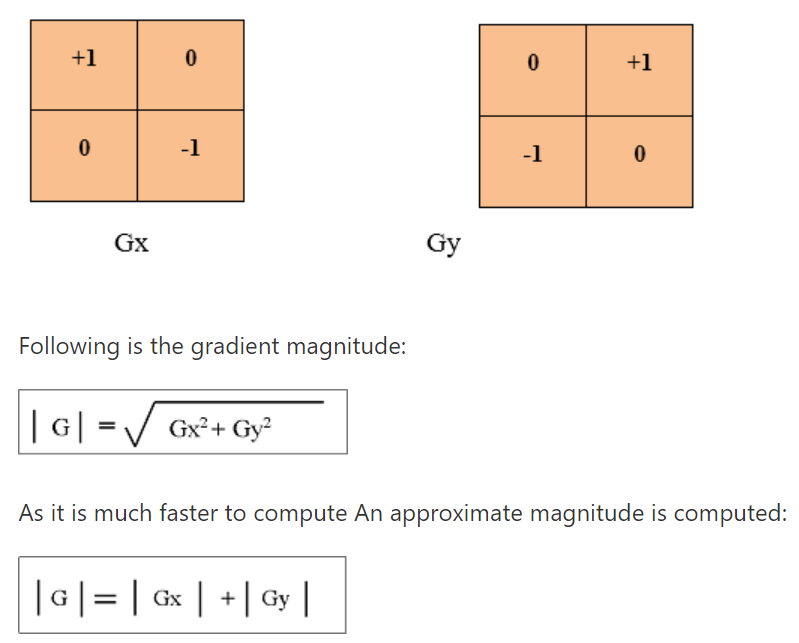 +1 0
0 -1
Gx
0 +1
-1 0
Gy
Following is the gradient magnitude:
| G | = √ Gx² + Gy²
As it is much faster to compute An approximate magnitude is computed:
| G | = | Gx | + | Gy |